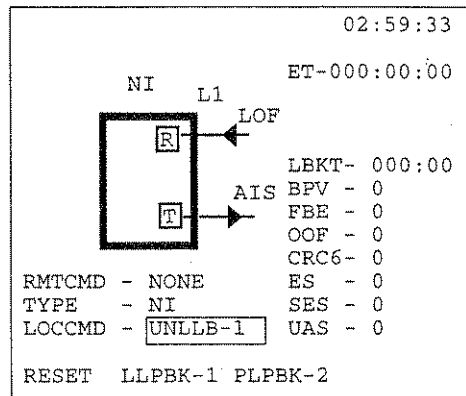 02:59:33
ET-000:00:00
NI
L1
LOF
R
LBKT- 000:00
AIS
BPV - 0
T
FBE - 0
OOF - 0
CRC6- 0
RMTCMD - NONE
ES - 0
TYPE - NI
SES - 0
LOCCMD - UNLLB-1
UAS - 0
RESET LLPBK-1 PLPBK-2